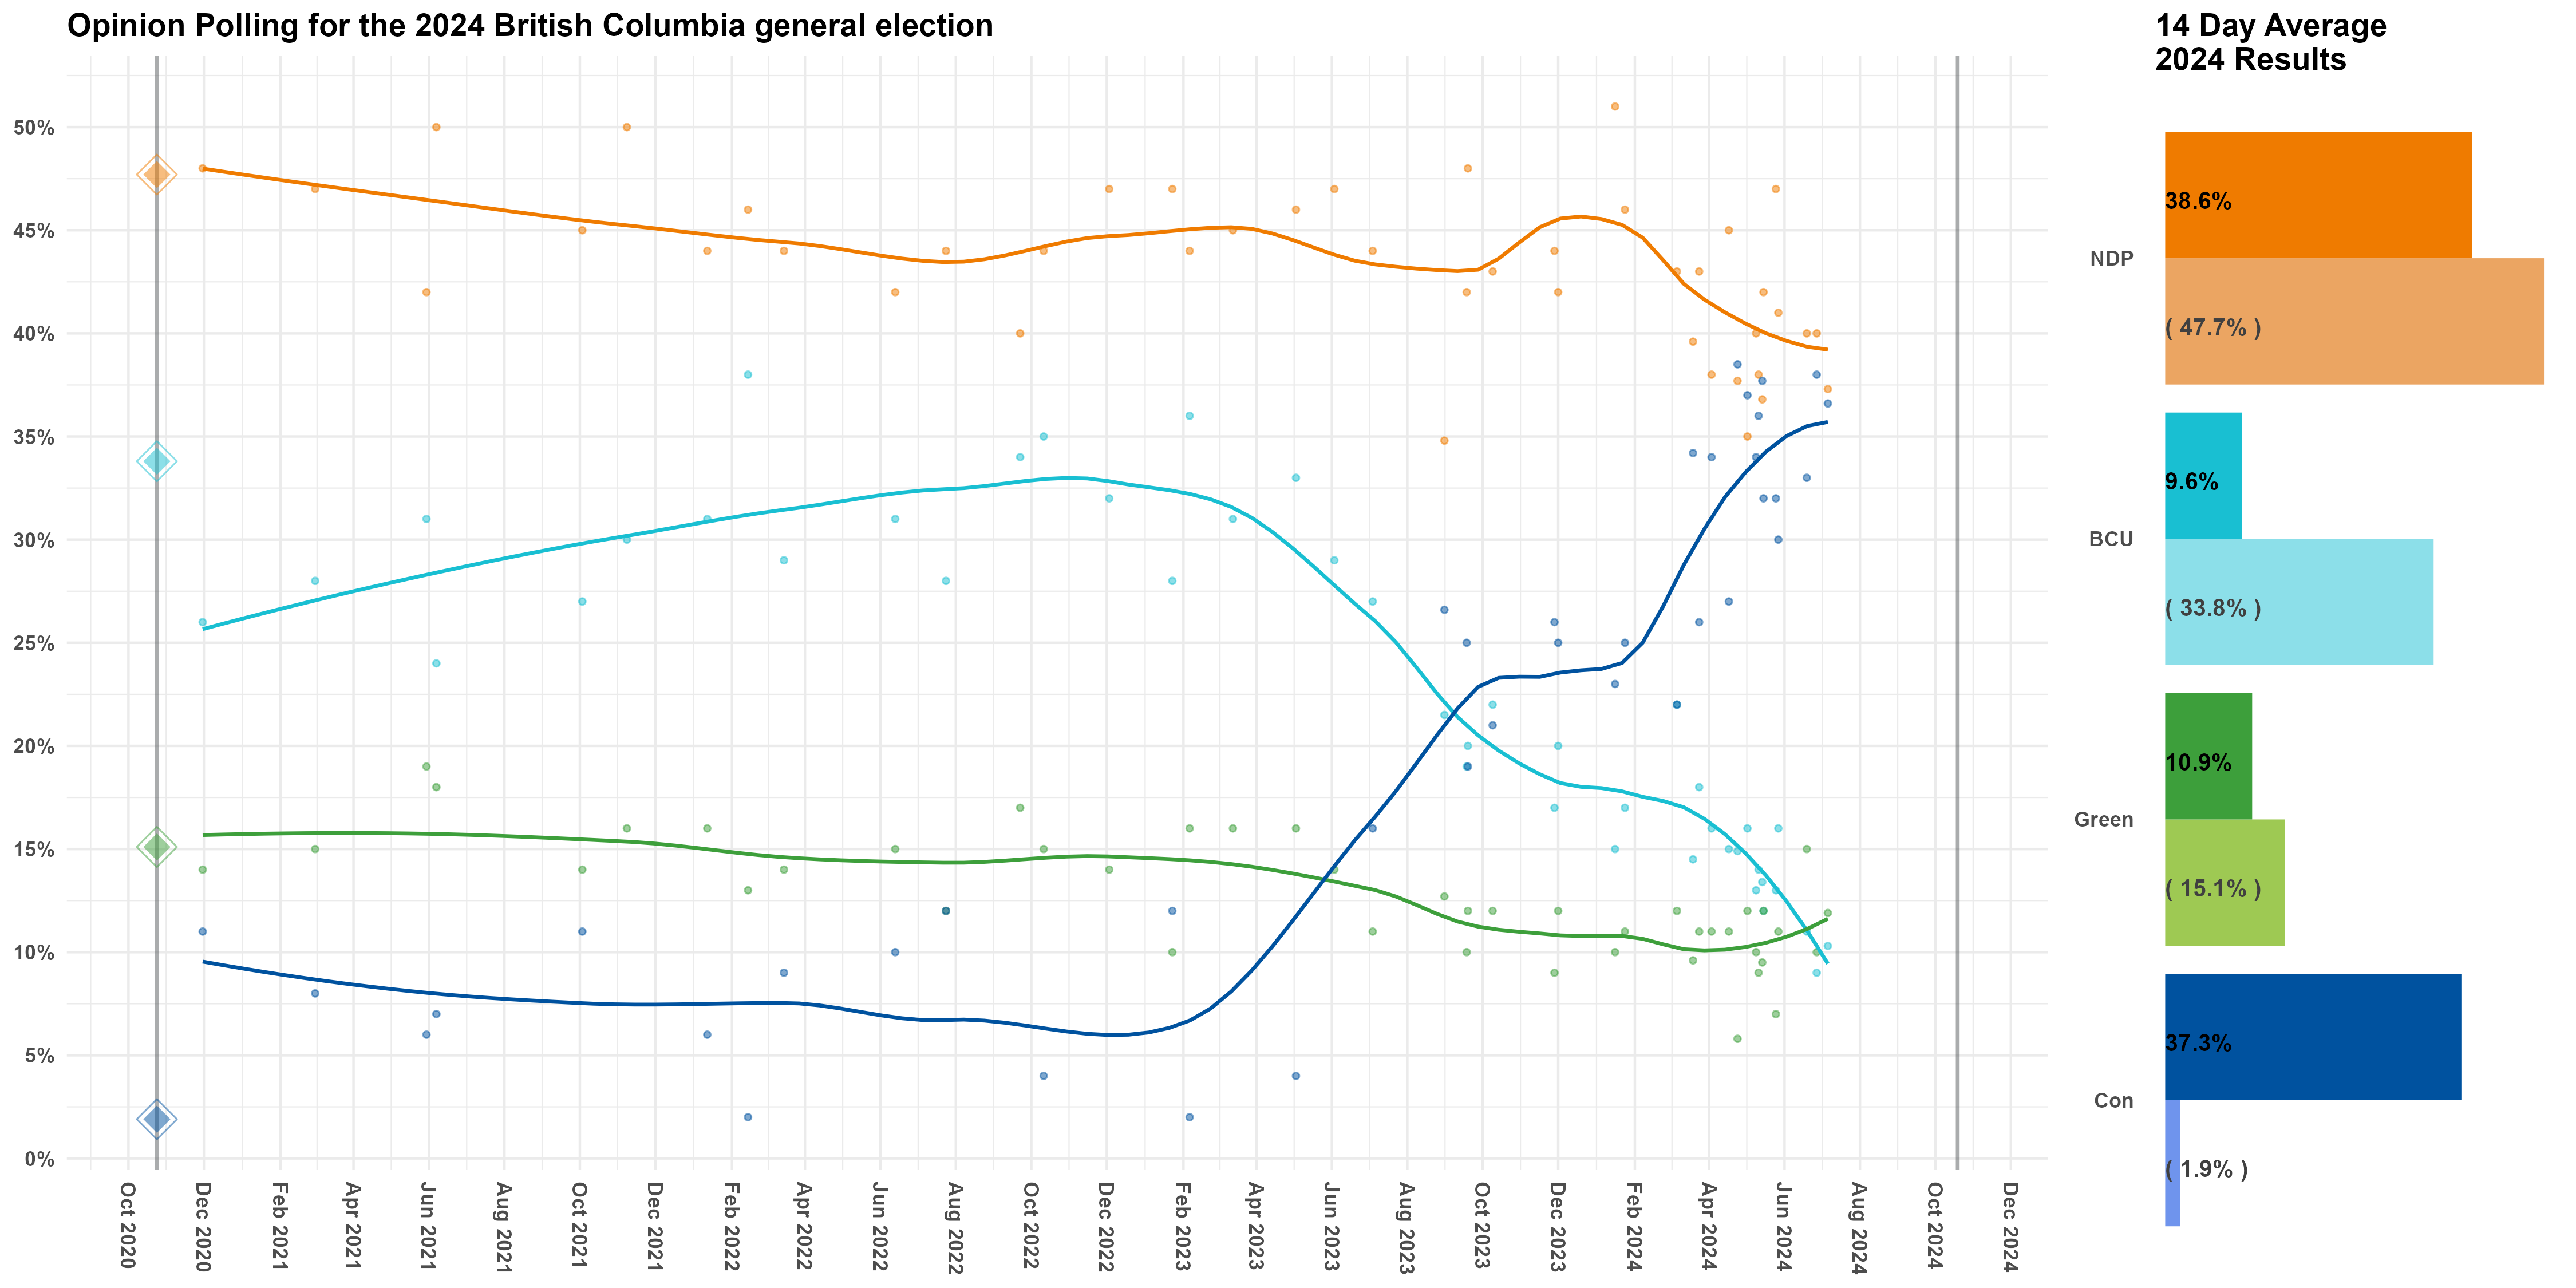 Opinion Polling for the 2024 British Columbia general election
50%
45%
40%
35%
30%
25%
20%
15%
10%
5%
0%
Oct 2020
Dec 2020
Feb 2021
Apr 2021
Jun 2021
Aug 2021
Oct 2021
Dec 2021
Feb 2022
Apr 2022
Jun 2022
Aug 2022
Oct 2022
Dec 2022
Feb 2023
Apr 2023
Jun 2023
Aug 2023
Oct 2023
Dec 2023
Feb 2024
Apr 2024
Jun 2024
Aug 2024
Oct 2024
Dec 2024
14 Day Average
2024 Results
NDP
38.6%
( 47.7% )
BCU
9.6%
( 33.8% )
Green
10.9%
( 15.1% )
Con
37.3%
( 1.9% )